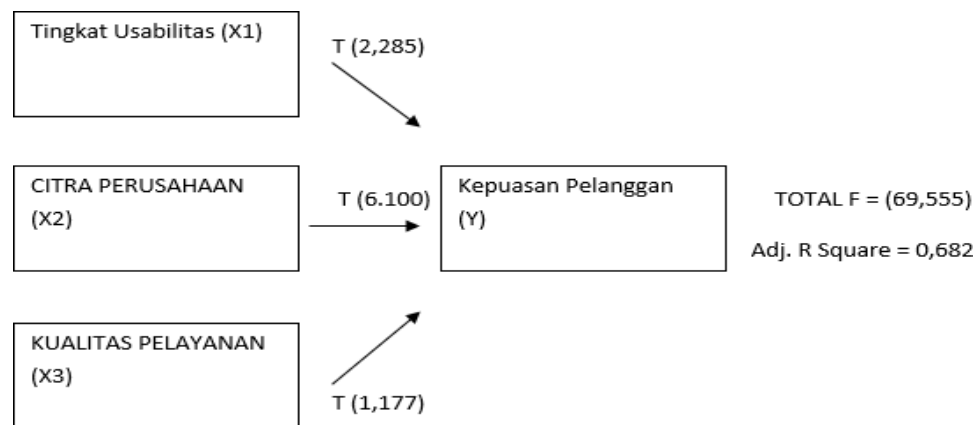 Tingkat Usabilitas (X1)
T (2,285)
CITRA PERUSAHAAN
(X2)
T (6.100)
Kepuasan Pelanggan
(Y)
TOTAL F = (69,555)
Adj. R Square = 0,682
KUALITAS PELAYANAN
(X3)
T (1,177)